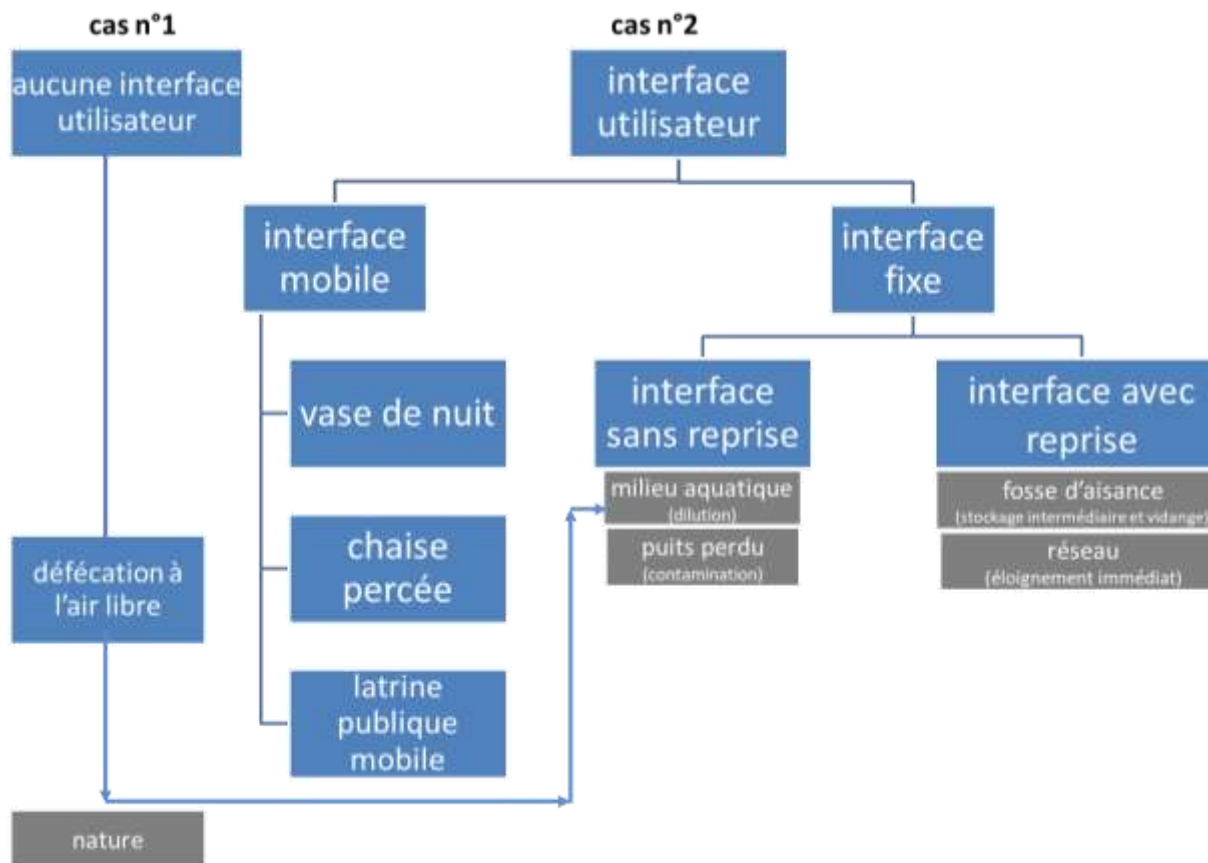 cas n°1
cas n°2
aucune interface
utilisateur
interface
utilisateur
interface
mobile
interface
fixe
vase de nuit
interface
sans reprise
interface avec
reprise
milieu aquatique
(dilution)
fosse d'aisance
(stockage intermédiaire et vidange)
puits perdu
(contamination)
réseau
(éloignement immédiat)
chaise
percée
défécation à
l'air libre
latrine
publique
mobile
nature